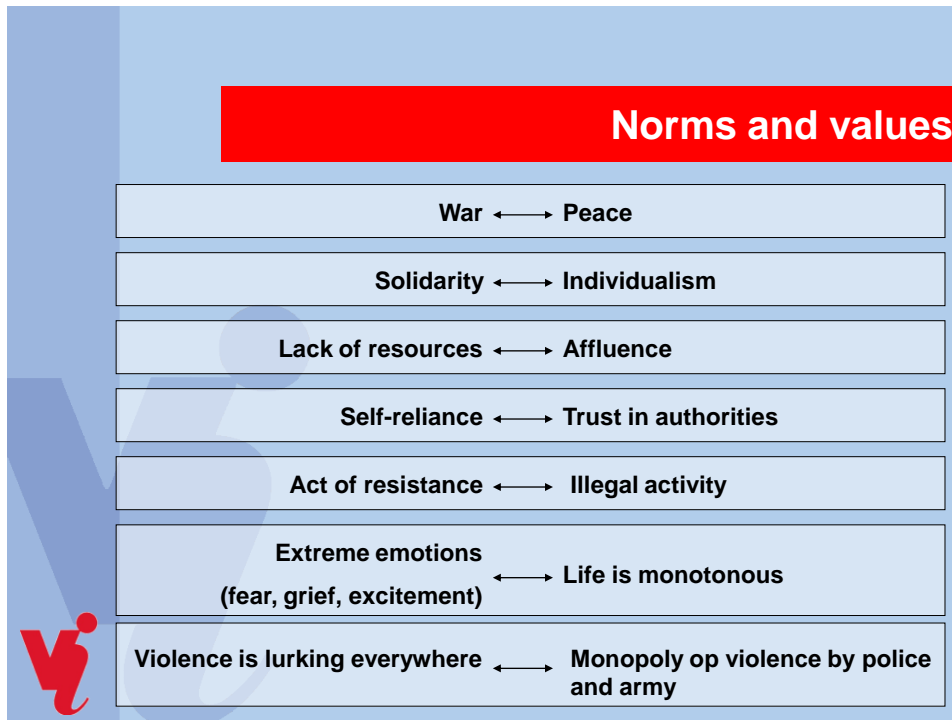 Norms and values
War ↔ Peace
Solidarity ↔ Individualism
Lack of resources ↔ Affluence
Self-reliance ↔ Trust in authorities
Act of resistance ↔ Illegal activity
Extreme emotions
(fear, grief, excitement) ↔ Life is monotonous
Violence is lurking everywhere ↔ Monopoly op violence by police
and army
Vi